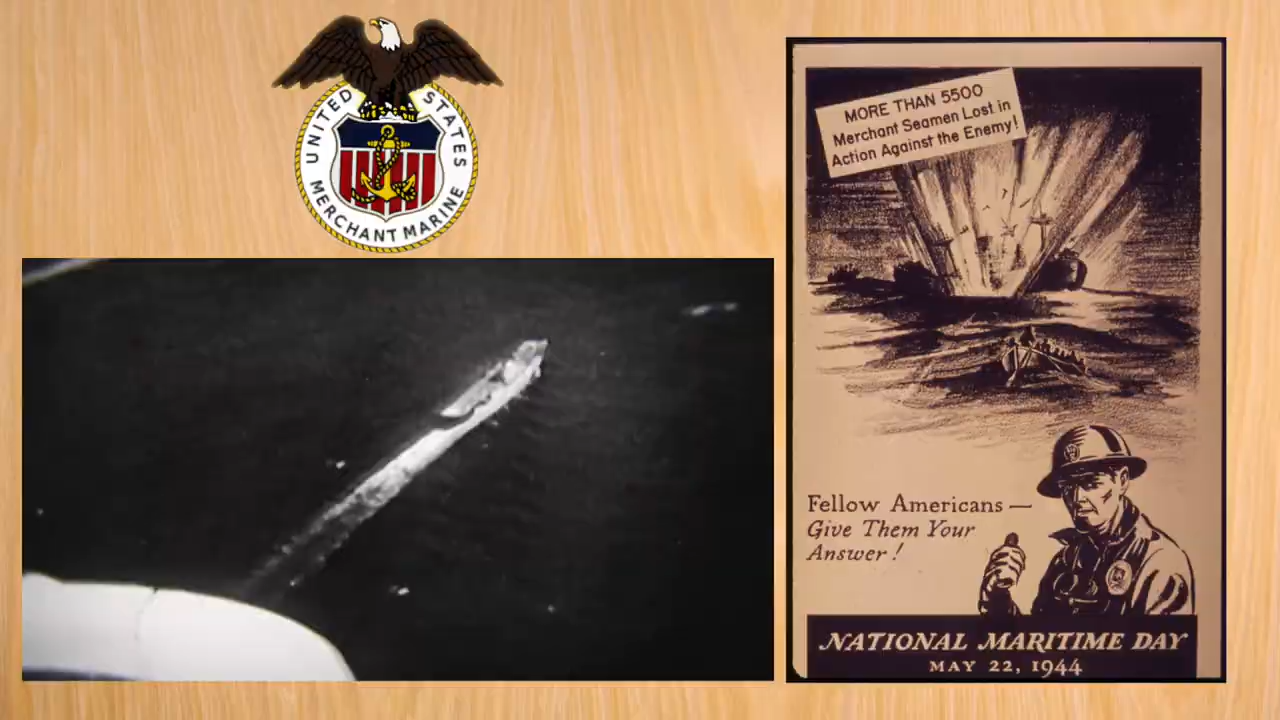 UNITED STATES
MERCHANT MARINE
MORE THAN 5500
Merchant Seamen Lost in
Action Against the Enemy!
Fellow Americans —
Give Them Your
Answer!
NATIONAL MARITIME DAY
MAY 22, 1944